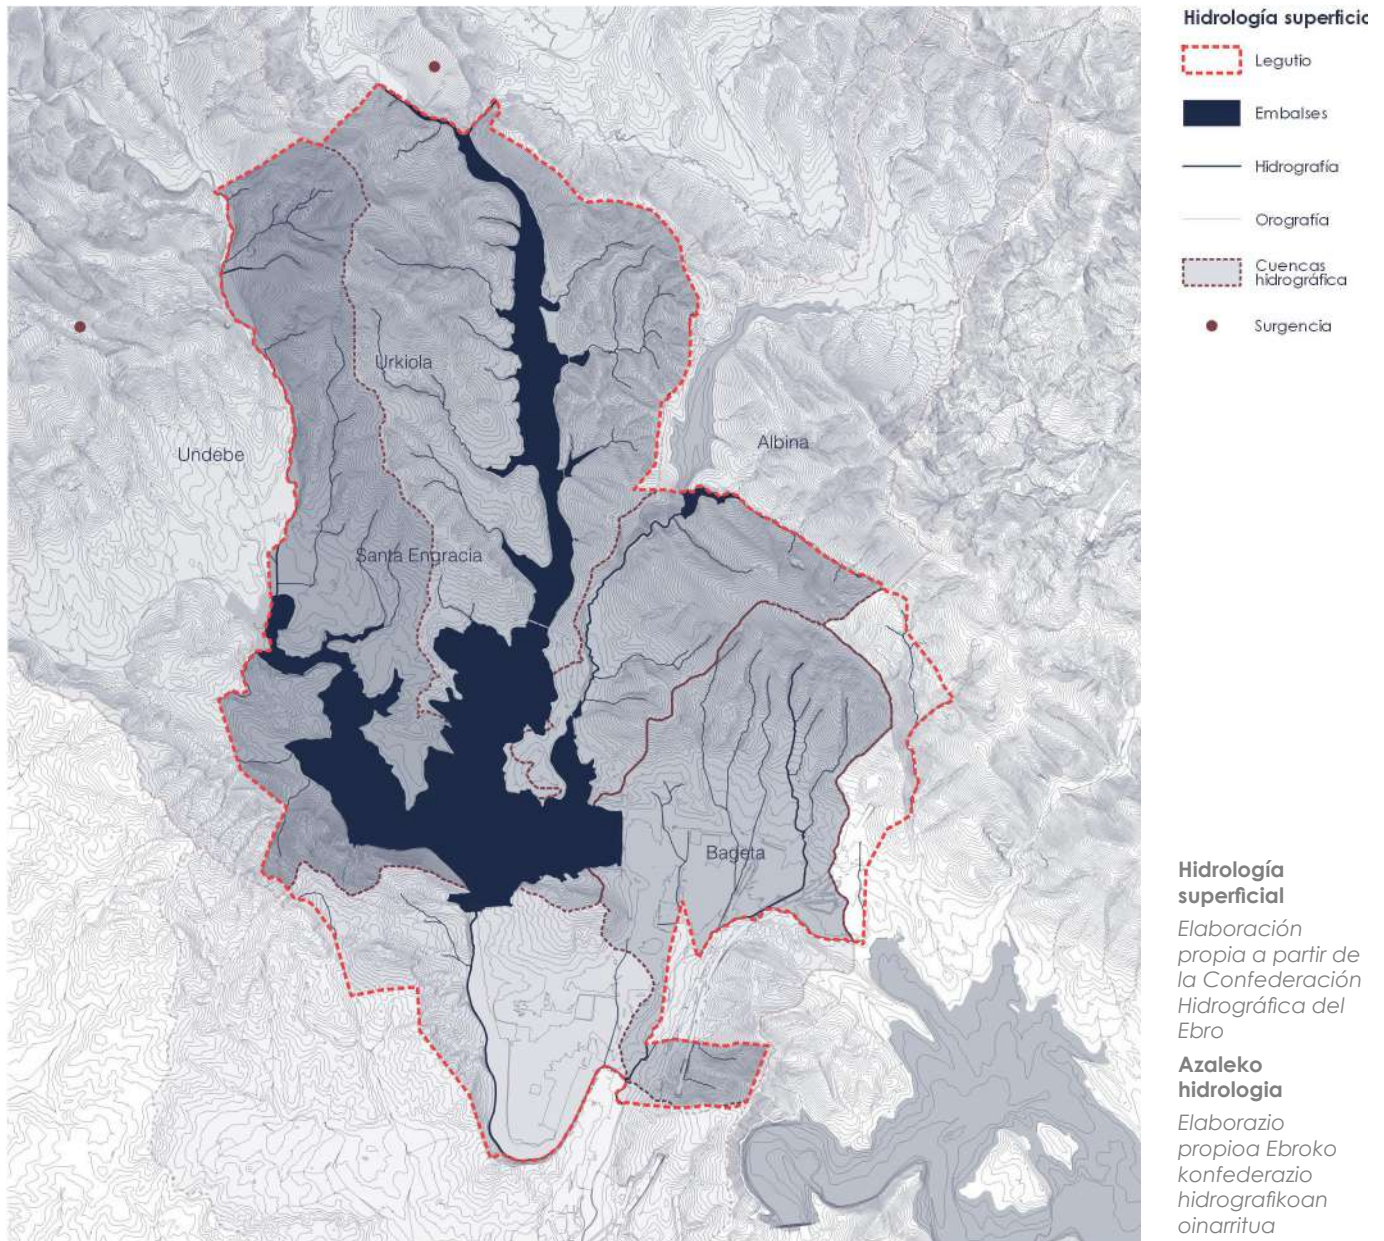 Hidrología superfici
Legutio
Embalses
Hidrografía
Orografía
Cuencas
hidrográfica
Surgencia
Urkiola
Undebe
Albina
Santa Engracia
Bageta
Hidrología
superficial
Elaboración
propia a partir de
la Confederación
Hidrográfica del
Ebro
Azaleko
hidrologia
Elaborazio
propioa Ebroko
konfederazio
hidrografikoan
oinarritua